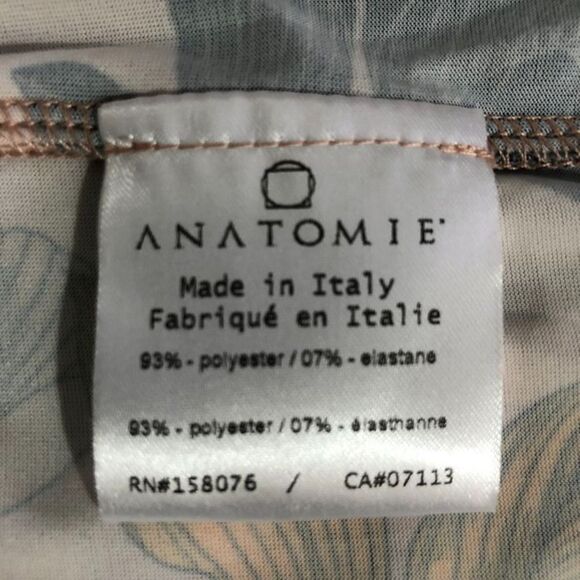 ANATOMIE
Made in Italy
Fabriqué en Italie
93% - polyester / 07% - elastane
93% - polyester / 07% - élasthanne
RN#158076 / CA#07113